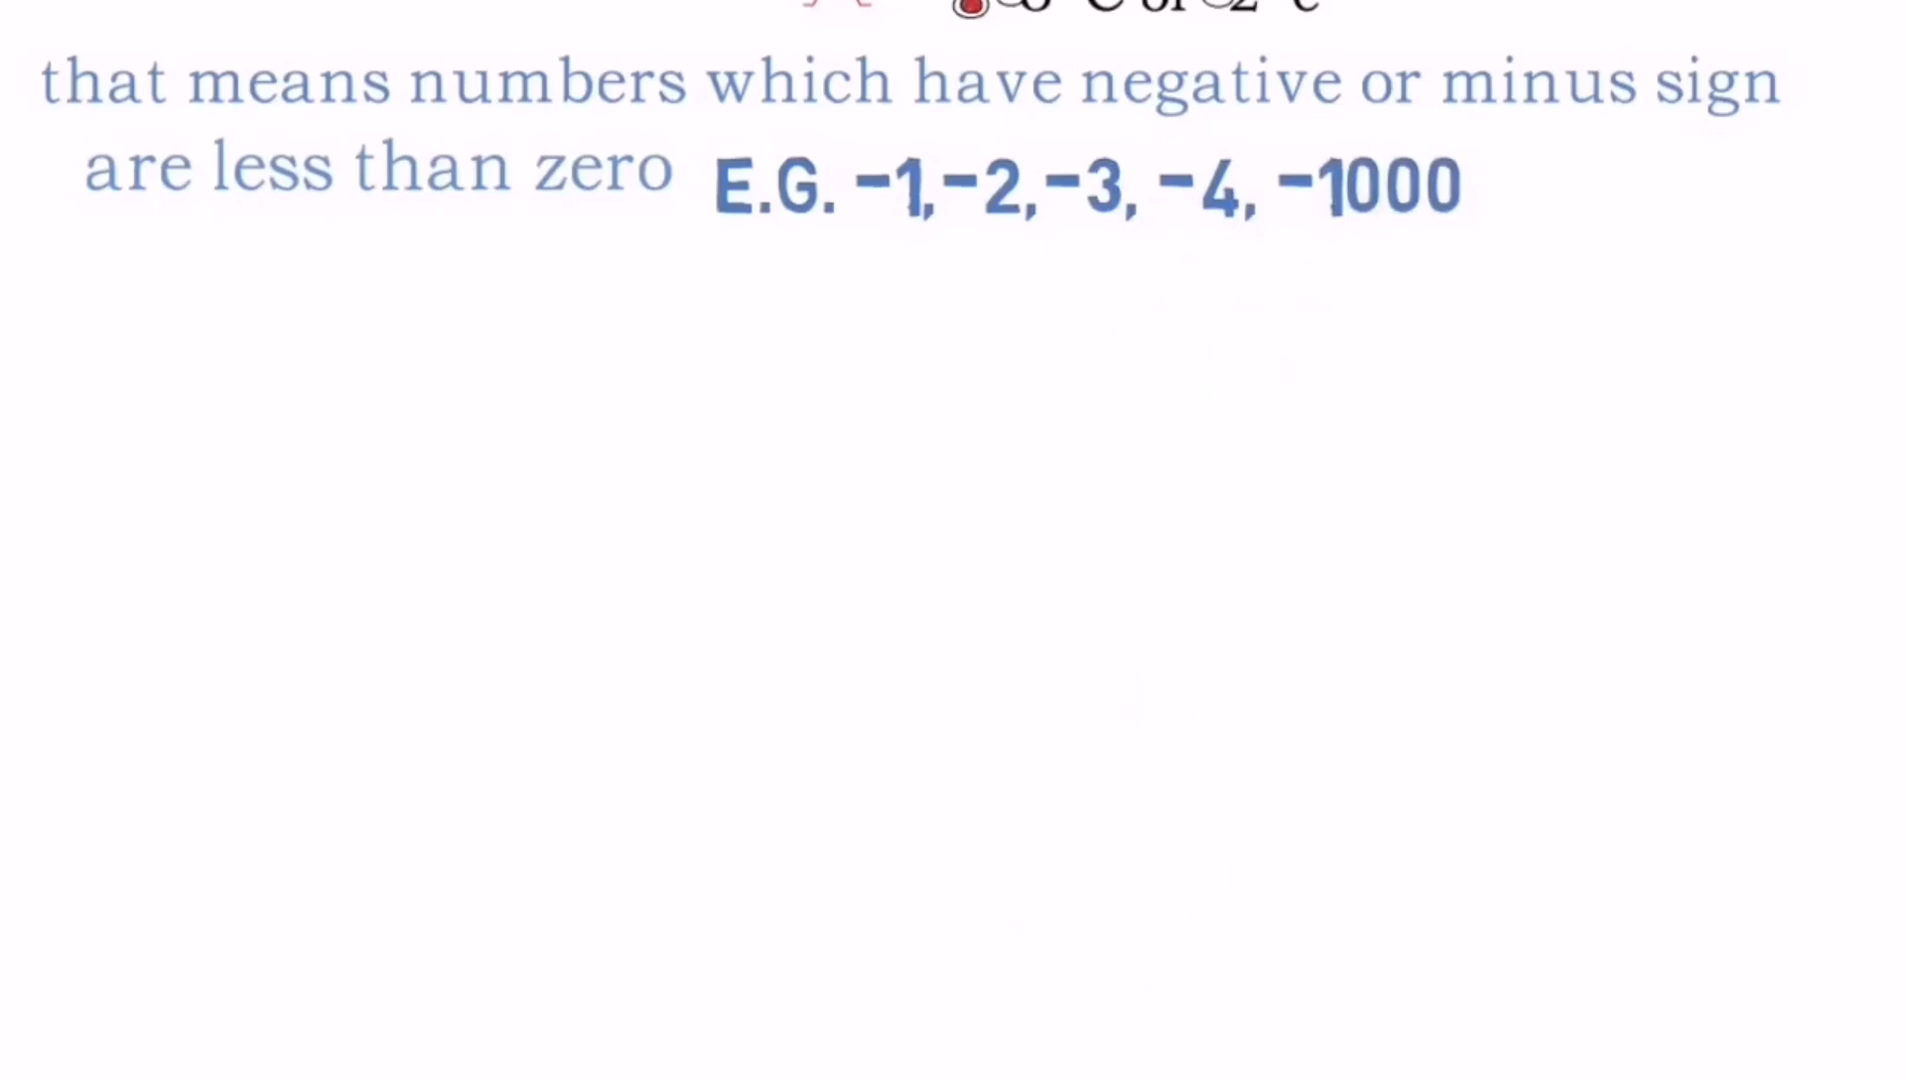 that means numbers which have negative or minus sign
are less than zero E.G. -1,-2,-3, -4, -1000